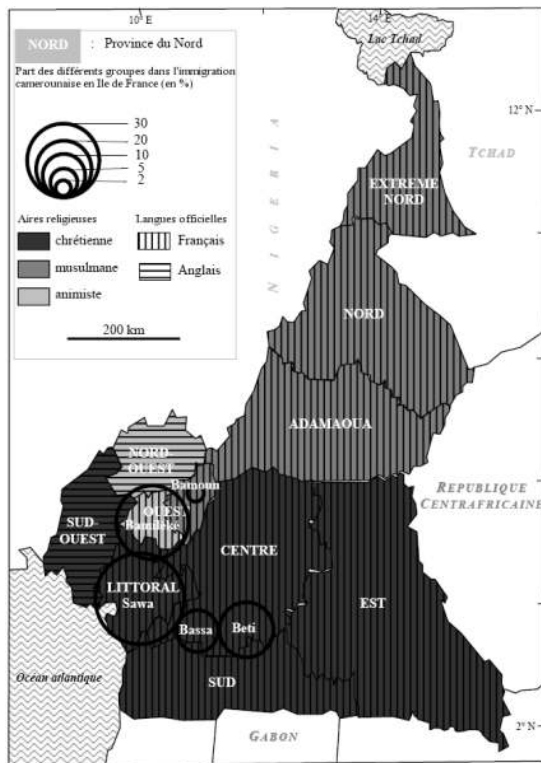 10° E
14° E
NORD : Province du Nord
Part des différents groupes dans l'immigration
camerounaise en Ile de France (en %)
30
20
10
5
2
Aires religieuses
Langues officielles
chrétienne
Français
musulmane
Anglais
animiste
200 km
Lac Tchad
12° N
TCHAD
NIGERIA
EXTREME
NORD
NORD
ADAMAOUA
NORD-
OUEST
Bamoun
OUEST
Bamiléké
SUD-
OUEST
REPUBLIQUE
CENTRAFRICAINE
CENTRE
LITTORAL
Sawa
EST
Bassa
Beti
Océan atlantique
SUD
2° N
GABON